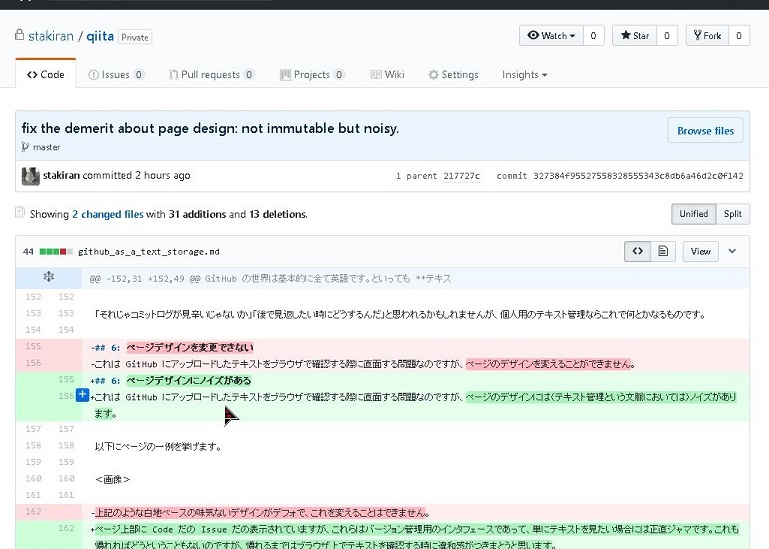 stakiran / qiita Private
Watch 0 Star 0 Fork 0
Code Issues 0 Pull requests 0 Projects 0 Wiki Settings Insights
fix the demerit about page design: not immutable but noisy.
Browse files
master
stakiran committed 2 hours ago
1 parent 217727c commit 327384f95527558328555343c8db6a46d2c0f142
Showing 2 changed files with 31 additions and 13 deletions.
Unified Split
44 github_as_a_text_storage.md View
@@ -152,31 +152,49 @@ GitHub の世界は基本的に全て英語です。といっても **テキス
152 152
153 153 「それじゃコミットログが見辛いじゃないか」「後で見返したい時にどうするんだ」と思われるかもしれませんが、個人用のテキスト管理ならこれで何とかなるものです。
154 154
155 -## 6: ページデザインを変更できない
156 -これは GitHub にアップロードしたテキストをブラウザで確認する際に直面する問題なのですが、ページのデザインを変えることができません。
155 +## 6: ページデザインにノイズがある
156 +これは GitHub にアップロードしたテキストをブラウザで確認する際に直面する問題なのですが、ページのデザインには(テキスト管理という文脈においては)ノイズがあり
ます。
157 157
158 158 以下にページの一例を挙げます。
159 159
160 160 <画像>
161 161
162 -上記のような白地ベースの味気ないデザインがデフォで、これを変えることはできません。
162 +ページ上部に Code だの Issue だの表示されていますが、これらはバージョン管理用のインタフェースであって、単にテキストを見たい場合には正直ジャマです。これも
慣れればどうということもないのですが、慣れるまではブラウザ上でテキストを確認する時に違和感がつきまとうと思います。